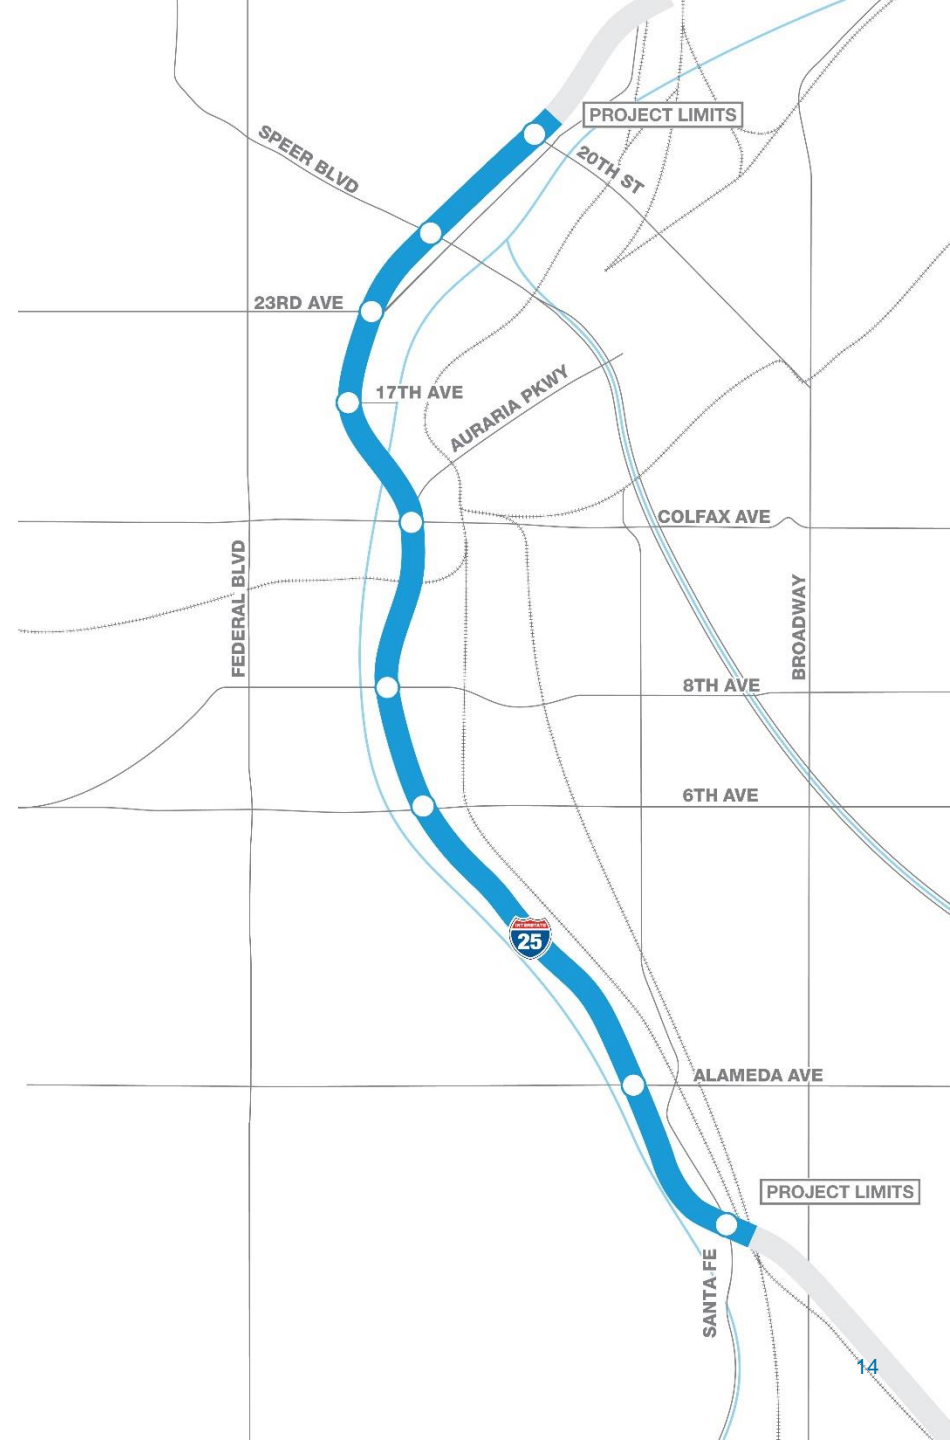 PROJECT LIMITS
SPEER BLVD
20TH ST
23RD AVE
17TH AVE
AURARIA PKWY
COLFAX AVE
FEDERAL BLVD
BROADWAY
8TH AVE
6TH AVE
INTERSTATE
25
ALAMEDA AVE
PROJECT LIMITS
SANTA FE
14